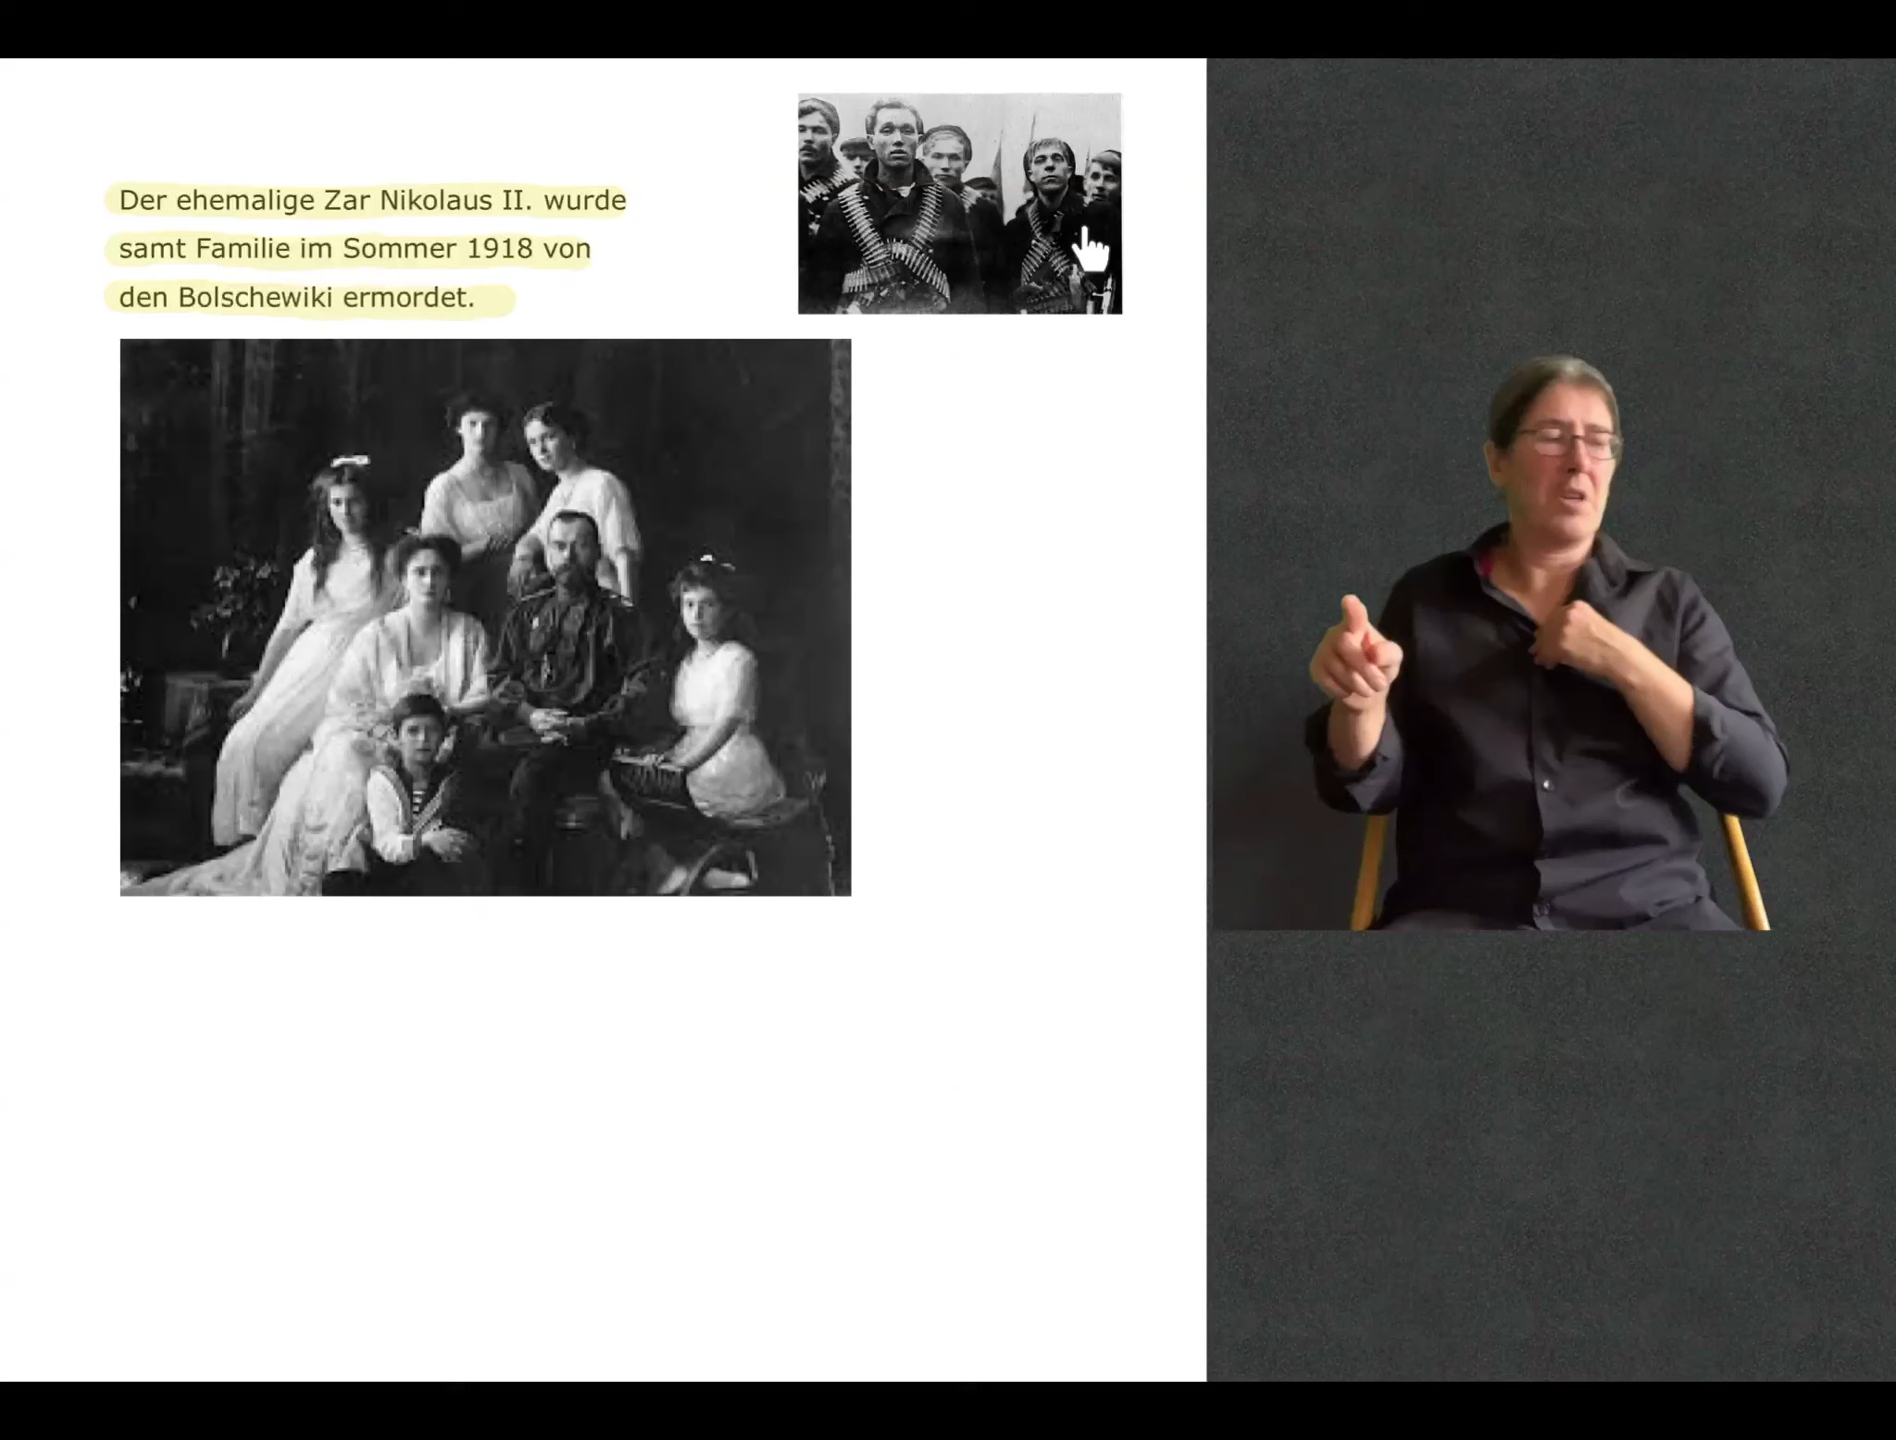 Der ehemalige Zar Nikolaus II. wurde
samt Familie im Sommer 1918 von
den Bolschewiki ermordet.